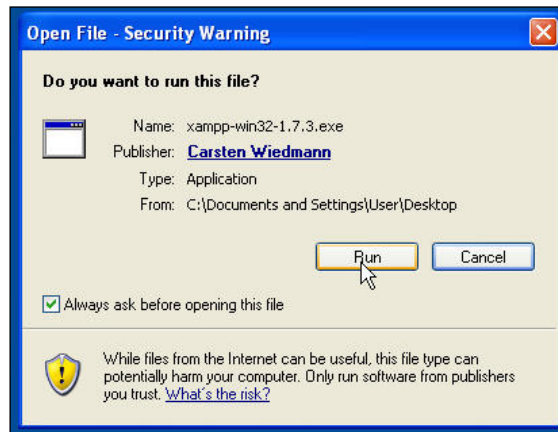 Open File - Security Warning
Do you want to run this file?
Name: xampp-win32-1.7.3.exe
Publisher: Carsten Wiedmann
Type: Application
From: C:\Documents and Settings\User\Desktop
Run Cancel
Always ask before opening this file
While files from the Internet can be useful, this file type can
potentially harm your computer. Only run software from publishers
you trust. What's the risk?